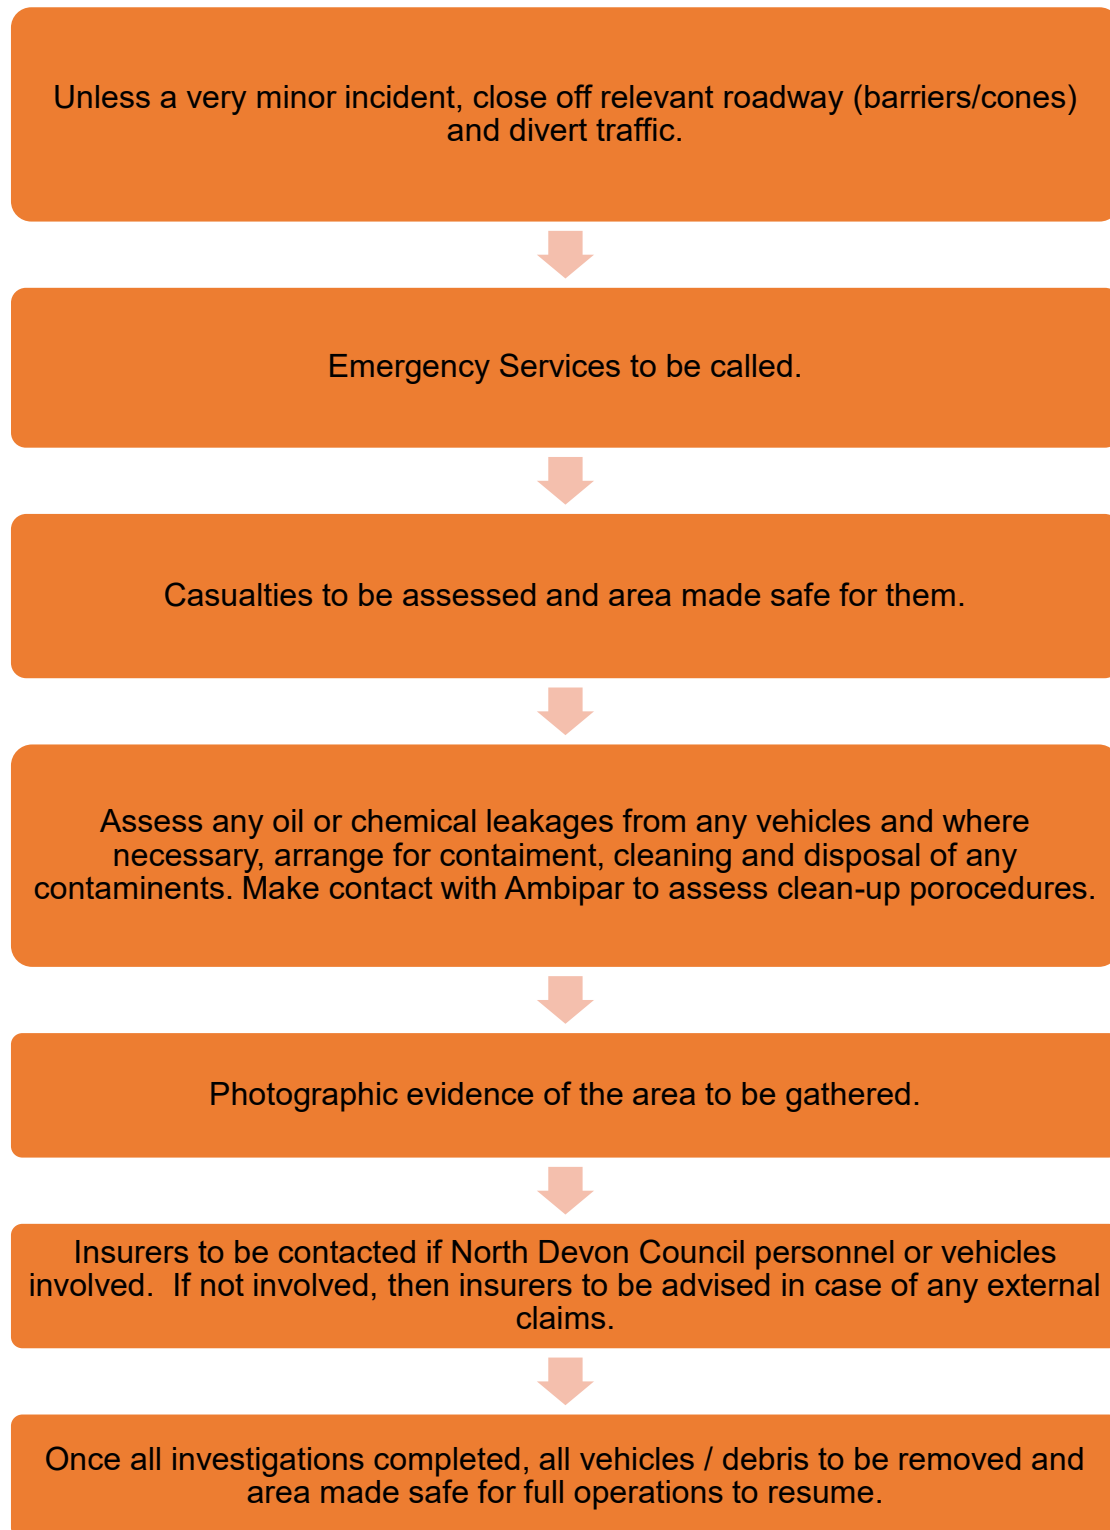 Unless a very minor incident, close off relevant roadway (barriers/cones)
and divert traffic.
Emergency Services to be called.
Casualties to be assessed and area made safe for them.
Assess any oil or chemical leakages from any vehicles and where
necessary, arrange for contaiment, cleaning and disposal of any
contaminents. Make contact with Ambipar to assess clean-up porocedures.
Photographic evidence of the area to be gathered.
Insurers to be contacted if North Devon Council personnel or vehicles
involved.  If not involved, then insurers to be advised in case of any external
claims.
Once all investigations completed, all vehicles / debris to be removed and
area made safe for full operations to resume.